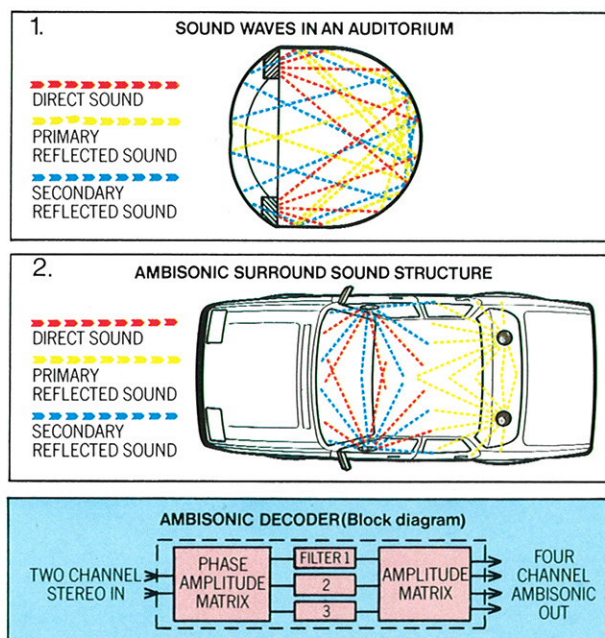 1.
SOUND WAVES IN AN AUDITORIUM
DIRECT SOUND
PRIMARY
REFLECTED SOUND
SECONDARY
REFLECTED SOUND
2.
AMBISONIC SURROUND SOUND STRUCTURE
DIRECT SOUND
PRIMARY
REFLECTED SOUND
SECONDARY
REFLECTED SOUND
AMBISONIC DECODER(Block diagram)
TWO CHANNEL
STEREO IN
PHASE
AMPLITUDE
MATRIX
FILTER 1
2
3
AMPLITUDE
MATRIX
FOUR
CHANNEL
AMBISONIC
OUT